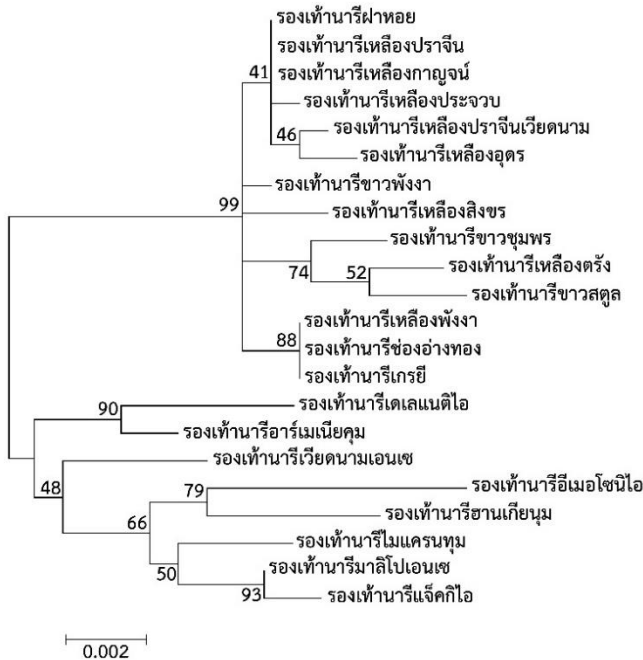 รองเท้านารีฝาหอย
รองเท้านารีเหลืองปราจีน
41
รองเท้านารีเหลืองกาญจน์
รองเท้านารีเหลืองประจวบ
รองเท้านารีเหลืองปราจีนเวียดนาม
46
รองเท้านารีเหลืองอุดร
รองเท้านารีขาวพังงา
99
รองเท้านารีเหลืองสิงขร
รองเท้านารีขาวชุมพร
74
52
รองเท้านารีเหลืองตรัง
รองเท้านารีขาวสตูล
รองเท้านารีเหลืองพังงา
88
รองเท้านารีช่องอ่างทอง
รองเท้านารีเกรยี
90
รองเท้านารีเดเลแนติไอ
รองเท้านารีอาร์เมเนียคุม
รองเท้านารีเวียดนามเอนเซ
48
79
รองเท้านารีอีเมอโซนิไอ
รองเท้านารีฮานเกียนุม
66
รองเท้านารีไมแครนทุม
50
รองเท้านารีมาลิโปเอนเซ
93
รองเท้านารีแจ็คกิไอ
0.002